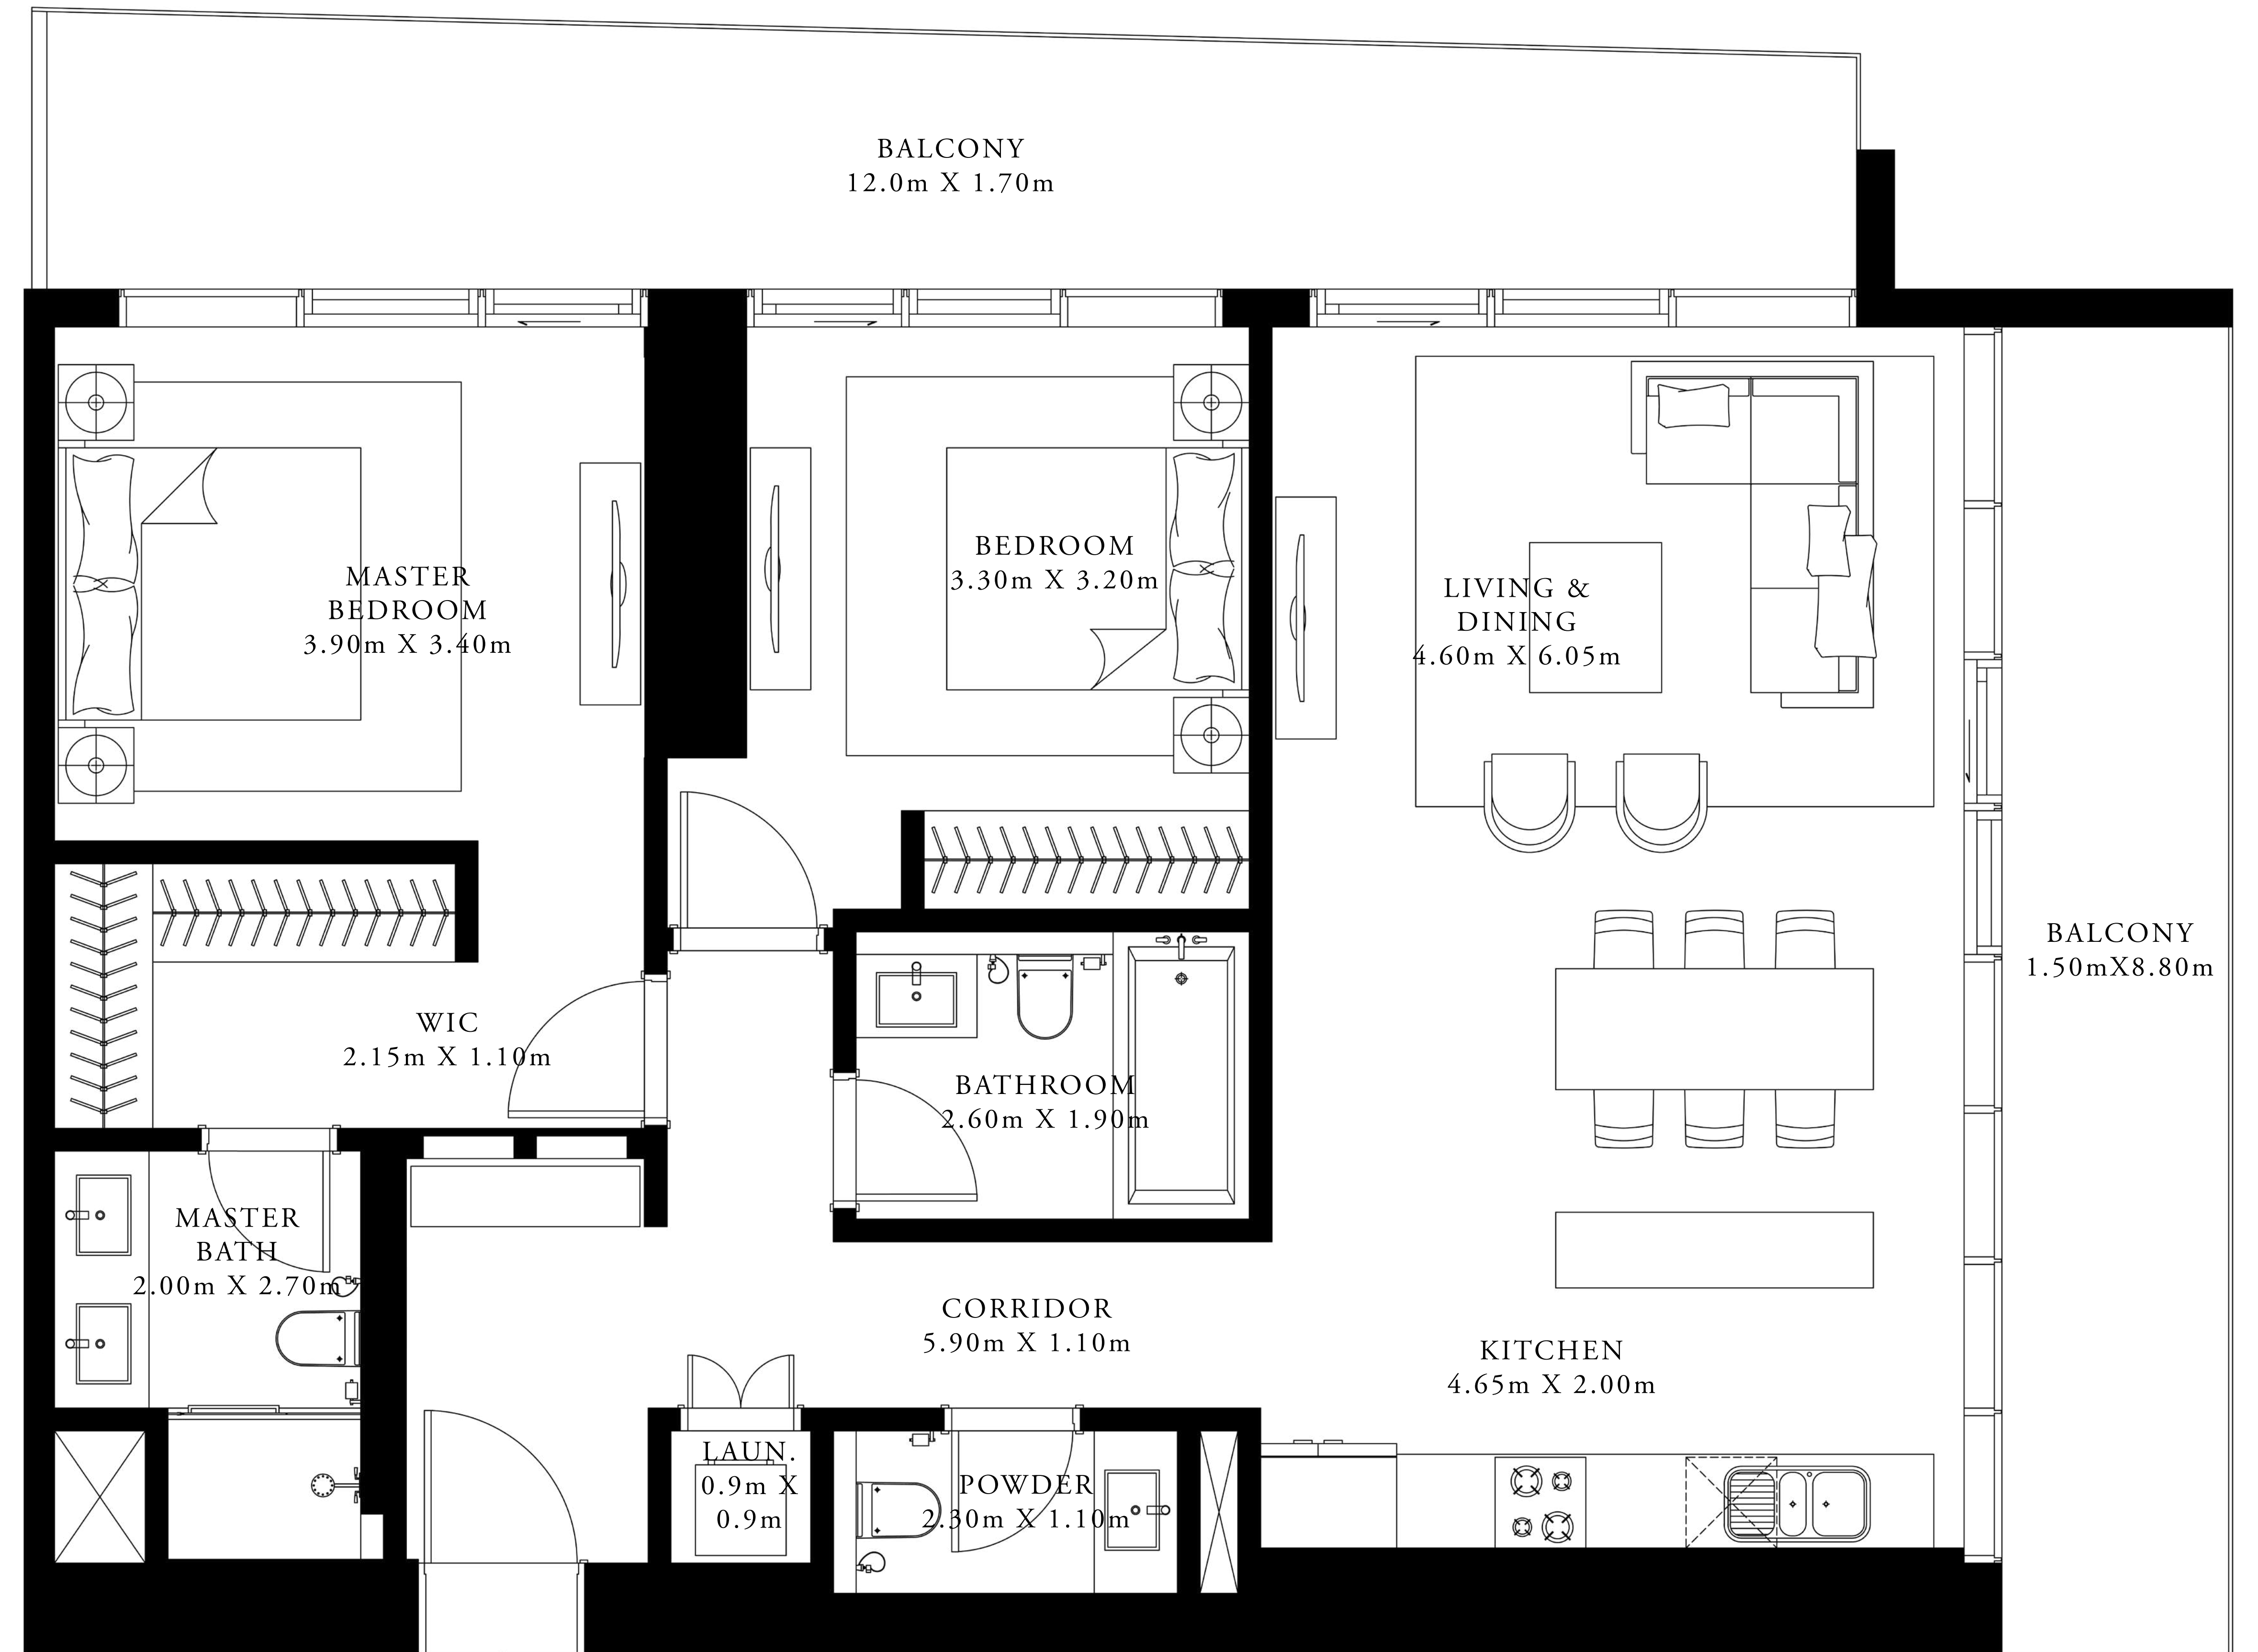 BALCONY
12.0m X 1.70m
MASTER
BEDROOM
3.90m X 3.40m
BEDROOM
3.30m X 3.20m
LIVING &
DINING
4.60m X 6.05m
BALCONY
1.50mX8.80m
WIC
2.15m X 1.10m
BATHROOM
2.60m X 1.90m
MASTER
BATH
2.00m X 2.70m
CORRIDOR
5.90m X 1.10m
KITCHEN
4.65m X 2.00m
LAUN.
0.9m X
0.9m
POWDER
2.30m X 1.10m